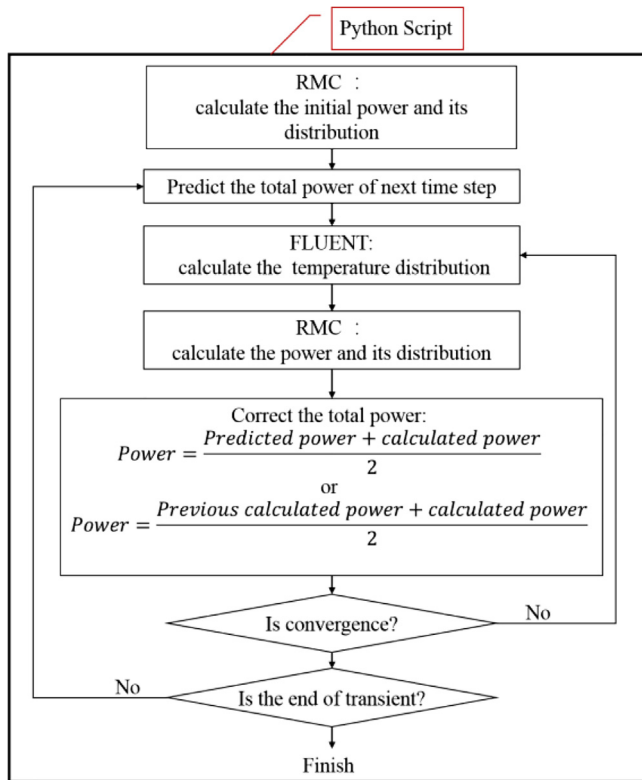 Python Script
RMC :
calculate the initial power and its
distribution
Predict the total power of next time step
FLUENT:
calculate the temperature distribution
RMC :
calculate the power and its distribution
Correct the total power:
Power = (Predicted power + calculated power) / 2
or
Power = (Previous calculated power + calculated power) / 2
Is convergence?
No
Is the end of transient?
No
Finish